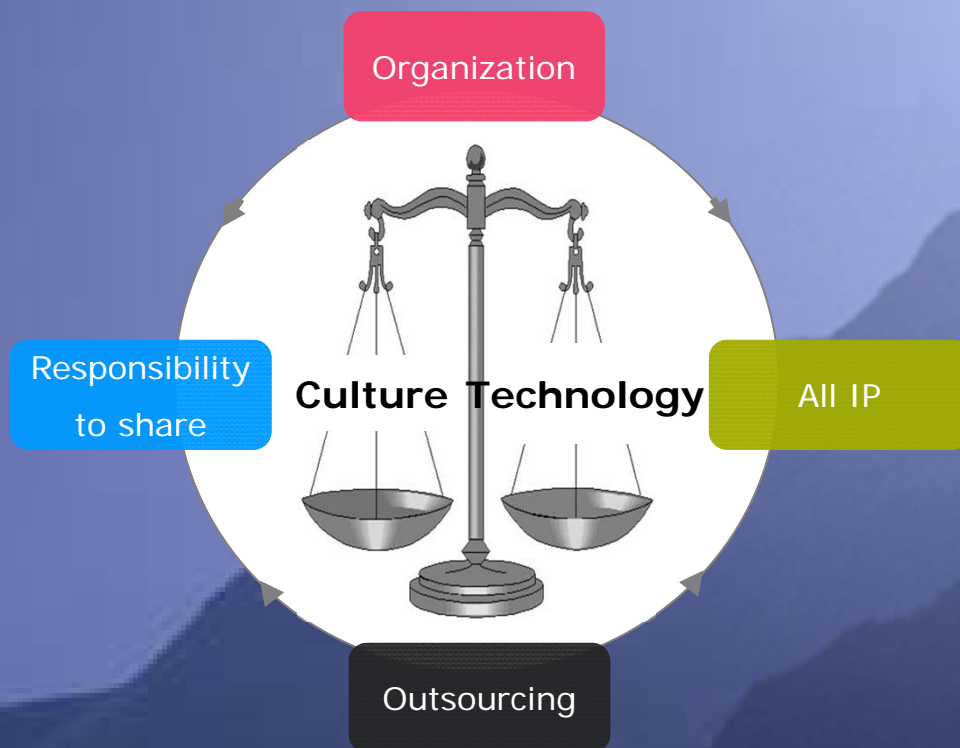 Organization
Responsibility
to share
Culture Technology
All IP
Outsourcing